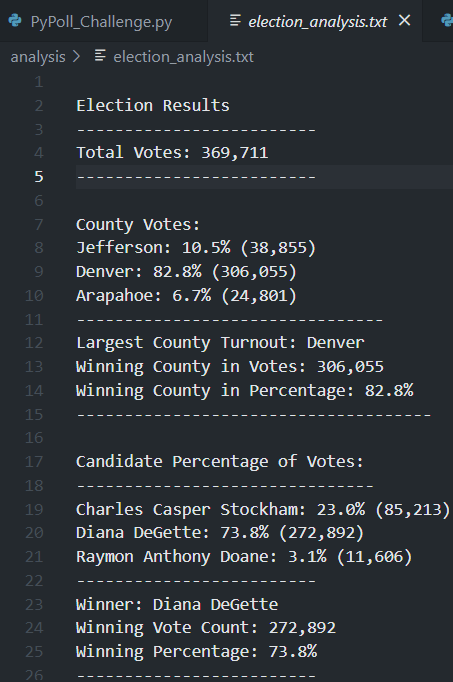 PyPoll_Challenge.py election_analysis.txt
analysis > election_analysis.txt
1
2 Election Results
3 -------------------------
4 Total Votes: 369,711
5 -------------------------
6
7 County Votes:
8 Jefferson: 10.5% (38,855)
9 Denver: 82.8% (306,055)
10 Arapahoe: 6.7% (24,801)
11 --------------------------------
12 Largest County Turnout: Denver
13 Winning County in Votes: 306,055
14 Winning County in Percentage: 82.8%
15 -------------------------------------
16
17 Candidate Percentage of Votes:
18 -------------------------------
19 Charles Casper Stockham: 23.0% (85,213)
20 Diana DeGette: 73.8% (272,892)
21 Raymon Anthony Doane: 3.1% (11,606)
22 -------------------------
23 Winner: Diana DeGette
24 Winning Vote Count: 272,892
25 Winning Percentage: 73.8%
26 -------------------------